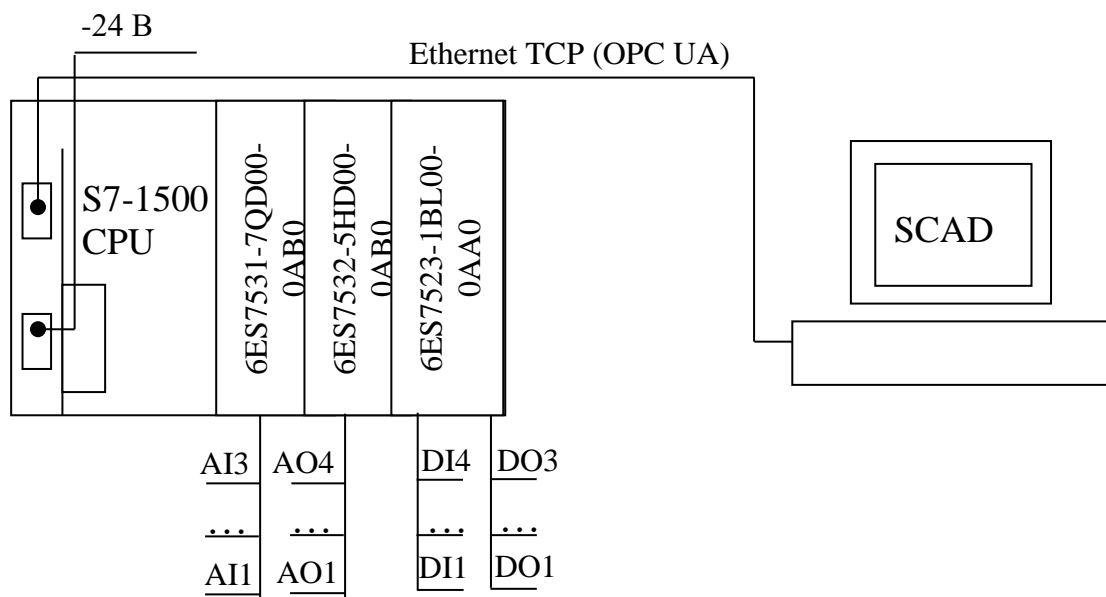 -24 В
Ethernet TCP (OPC UA)
S7-1500
CPU
6ES7531-7QD00-
0AB0
6ES7532-5HD00-
0AB0
6ES7523-1BL00-
0AA0
SCAD
AI3
AO4
DI4
DO3
...
...
...
...
AI1
AO1
DI1
DO1